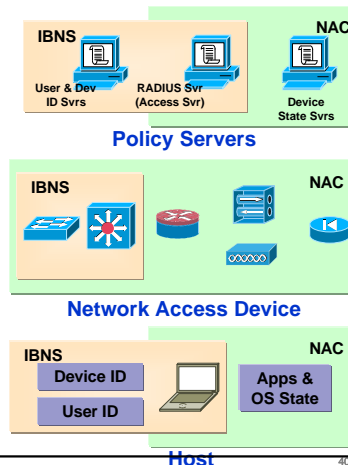 IBNS
NAC
User & Dev
ID Svrs
RADIUS Svr
(Access Svr)
Device
State Svrs
Policy Servers
IBNS
NAC
Network Access Device
IBNS
NAC
Device ID
User ID
Apps &
OS State
Host
40